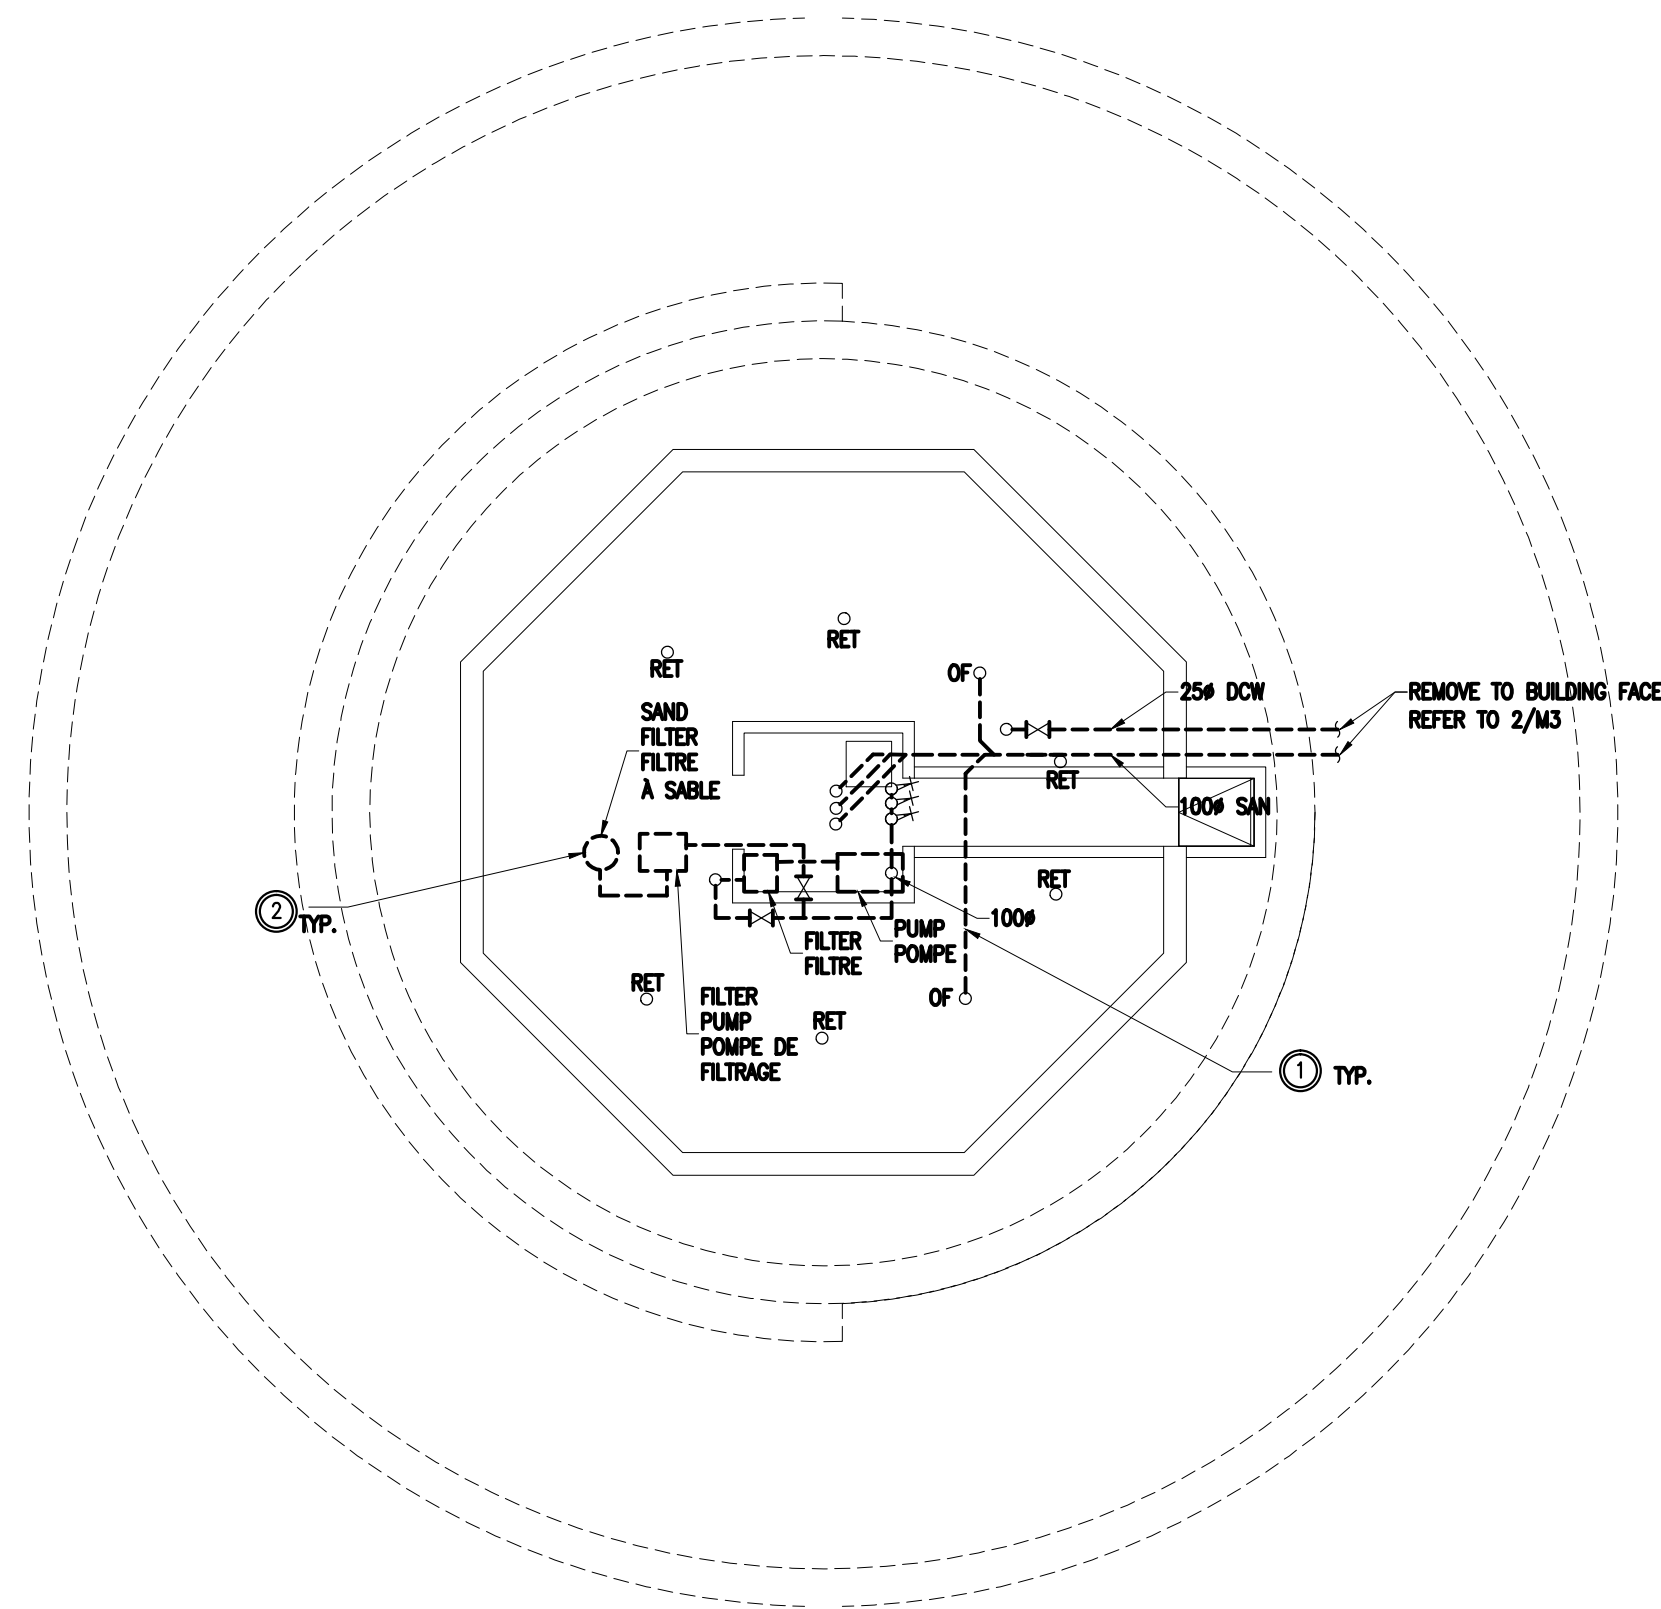 RET
RET
OF
25ø DCW
REMOVE TO BUILDING FACE
REFER TO 2/M3
SAND
FILTER
FILTRE
À SABLE
RET
100ø SAN
RET
2
TYP.
100ø
PUMP
POMPE
FILTER
FILTRE
RET
OF
FILTER
PUMP
POMPE DE
FILTRAGE
RET
1
TYP.